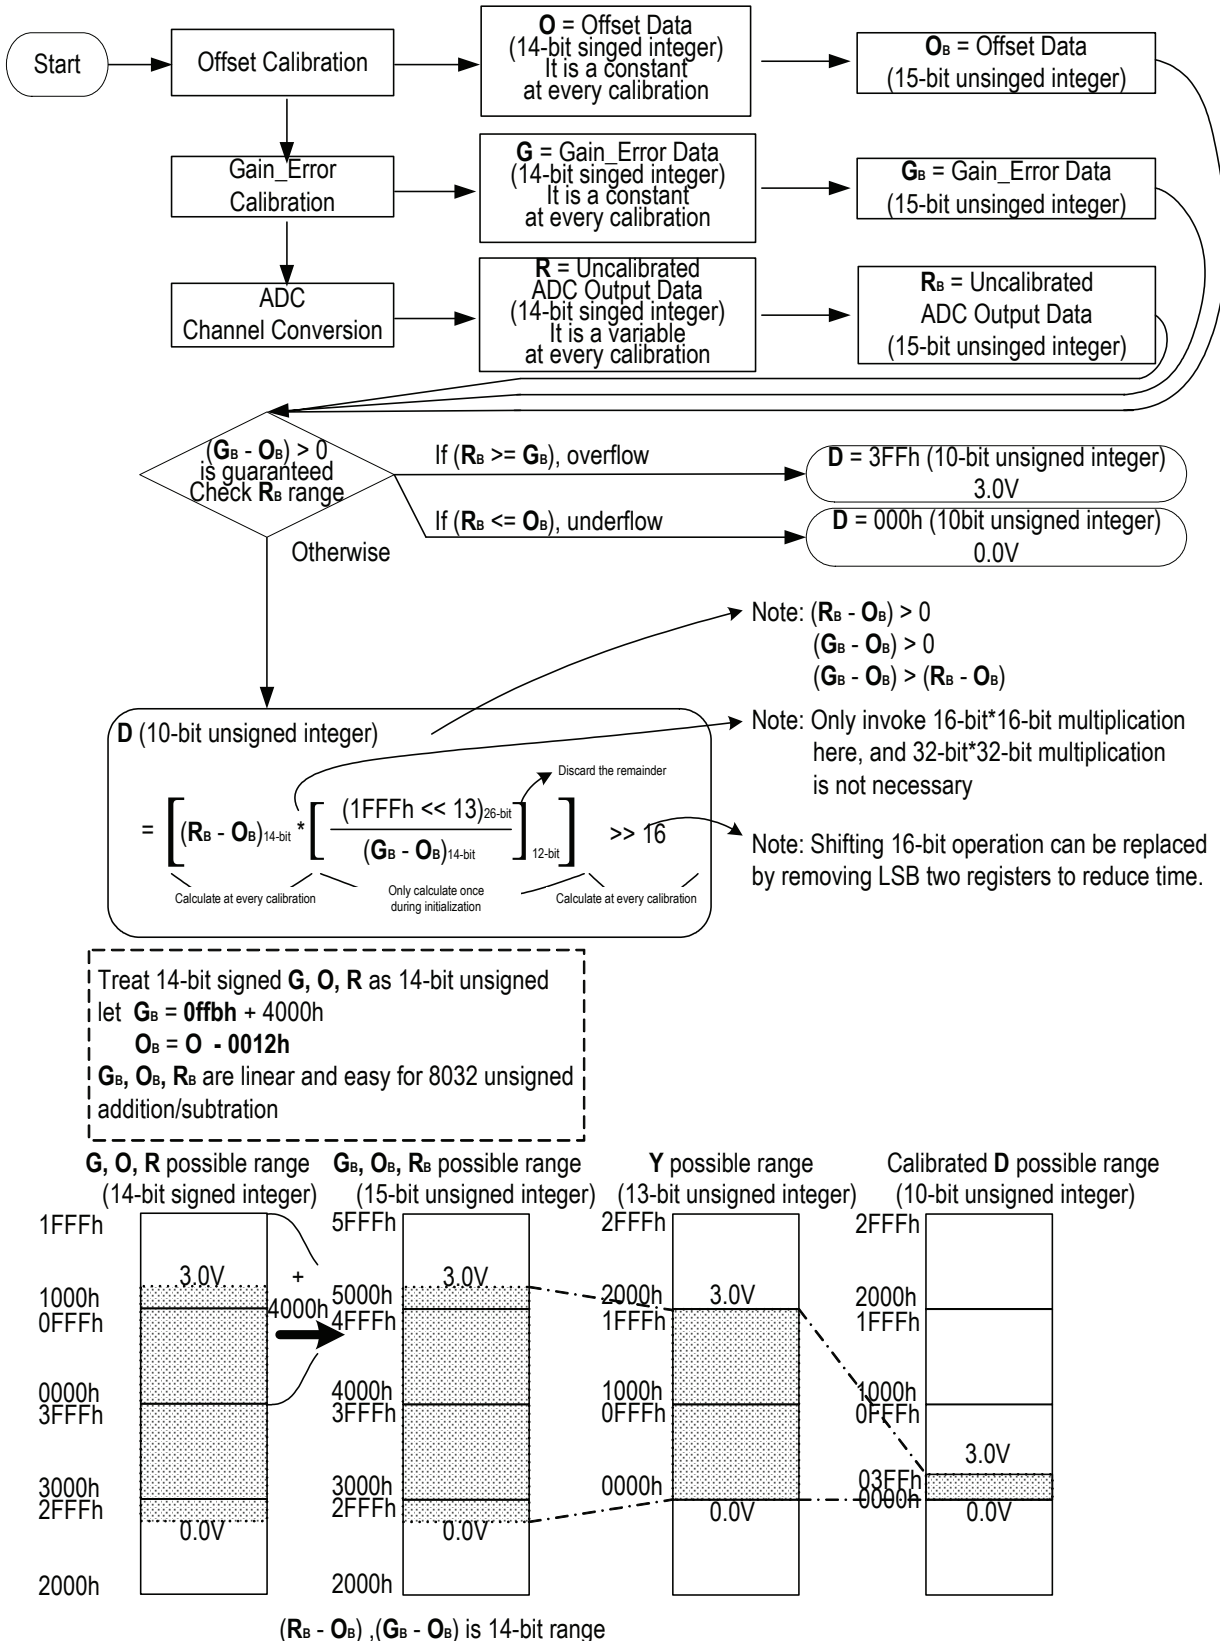 Start
Offset Calibration
O = Offset Data
(14-bit singed integer)
It is a constant
at every calibration
OB = Offset Data
(15-bit unsinged integer)
Gain_Error
Calibration
G = Gain_Error Data
(14-bit singed integer)
It is a constant
at every calibration
GB = Gain_Error Data
(15-bit unsinged integer)
ADC
Channel Conversion
R = Uncalibrated
ADC Output Data
(14-bit singed integer)
It is a variable
at every calibration
RB = Uncalibrated
ADC Output Data
(15-bit unsinged integer)
(GB - OB) > 0
is guaranteed
Check RB range
If (RB >= GB), overflow
D = 3FFh (10-bit unsigned integer)
3.0V
If (RB <= OB), underflow
D = 000h (10bit unsigned integer)
0.0V
Otherwise
Note: (RB - OB) > 0
(GB - OB) > 0
(GB - OB) > (RB - OB)
Note: Only invoke 16-bit*16-bit multiplication
here, and 32-bit*32-bit multiplication
is not necessary
D (10-bit unsigned integer)
Discard the remainder
= [(RB - OB)14-bit * [(1FFFh << 13)26-bit / (GB - OB)14-bit]12-bit] >> 16
Calculate at every calibration
Only calculate once
during initialization
Calculate at every calibration
Note: Shifting 16-bit operation can be replaced
by removing LSB two registers to reduce time.
Treat 14-bit signed G, O, R as 14-bit unsigned
let GB = 0ffbh + 4000h
OB = O - 0012h
GB, OB, RB are linear and easy for 8032 unsigned
addition/subtration
G, O, R possible range
(14-bit signed integer)
1FFFh
3.0V
1000h
0FFFh
0000h
3FFFh
3000h
2FFFh
0.0V
2000h
+
4000h
GB, OB, RB possible range
(15-bit unsigned integer)
5FFFh
3.0V
5000h
4FFFh
4000h
3FFFh
3000h
2FFFh
0.0V
2000h
Y possible range
(13-bit unsigned integer)
2FFFh
2000h
3.0V
1FFFh
1000h
0FFFh
0000h
0.0V
Calibrated D possible range
(10-bit unsigned integer)
2FFFh
2000h
1FFFh
1000h
0FFFh
3.0V
03FFh
0000h
0.0V
(RB - OB) ,(GB - OB) is 14-bit range